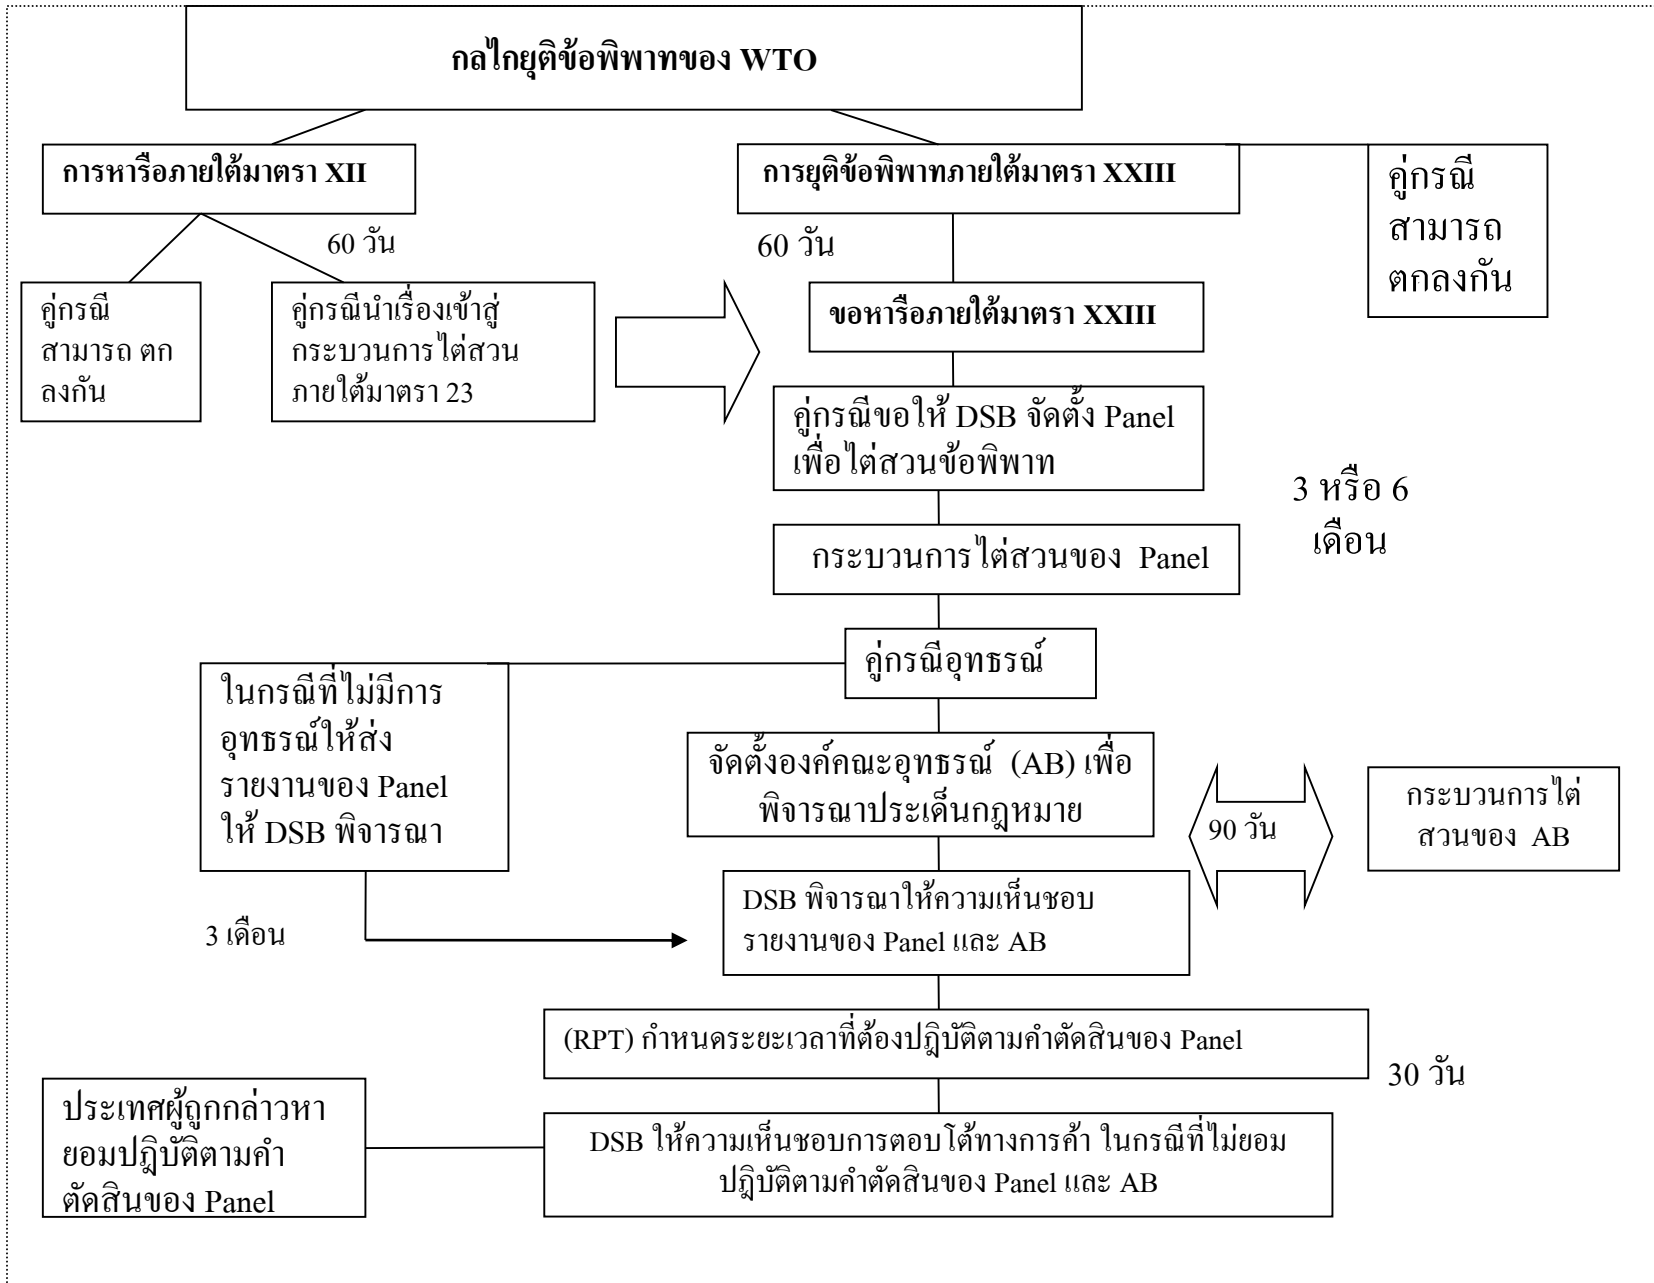 กลไกยุติข้อพิพาทของ WTO
การหารือภายใต้มาตรา XII
การยุติข้อพิพาทภายใต้มาตรา XXIII
คู่กรณี
สามารถ
ตกลงกัน
60 วัน
60 วัน
คู่กรณี
สามารถ ตก
ลงกัน
คู่กรณีนำเรื่องเข้าสู่
กระบวนการไต่สวน
ภายใต้มาตรา 23
ขอหารือภายใต้มาตรา XXIII
คู่กรณีขอให้ DSB จัดตั้ง Panel
เพื่อไต่สวนข้อพิพาท
3 หรือ 6
เดือน
กระบวนการไต่สวนของ Panel
คู่กรณีอุทธรณ์
ในกรณีที่ไม่มีการ
อุทธรณ์ให้ส่ง
รายงานของ Panel
ให้ DSB พิจารณา
จัดตั้งองค์คณะอุทธรณ์ (AB) เพื่อ
พิจารณาประเด็นกฎหมาย
90 วัน
กระบวนการไต่
สวนของ AB
DSB พิจารณาให้ความเห็นชอบ
รายงานของ Panel และ AB
3 เดือน
(RPT) กำหนดระยะเวลาที่ต้องปฎิบัติตามคำตัดสินของ Panel
30 วัน
ประเทศผู้ถูกกล่าวหา
ยอมปฎิบัติตามคำ
ตัดสินของ Panel
DSB ให้ความเห็นชอบการตอบโต้ทางการค้า ในกรณีที่ไม่ยอม
ปฎิบัติตามคำตัดสินของ Panel และ AB